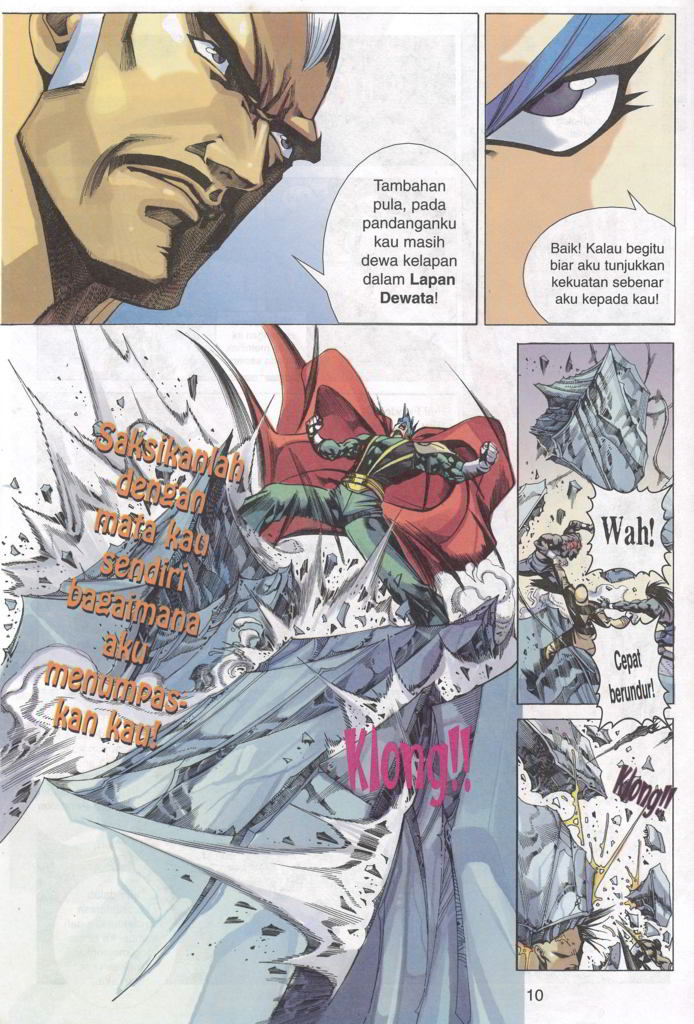 Tambahan
pula, pada
pandanganku
kau masih
dewa kelapan
dalam Lapan
Dewata!
Baik! Kalau begitu
biar aku tunjukkan
kekuatan sebenar
aku kepada kau!
Saksikanlah
dengan
mata kau
sendiri
bagaimana
aku
menumpas-
kan kau!
Klong!!
Wah!
Cepat
berundur!
Klong!!
10